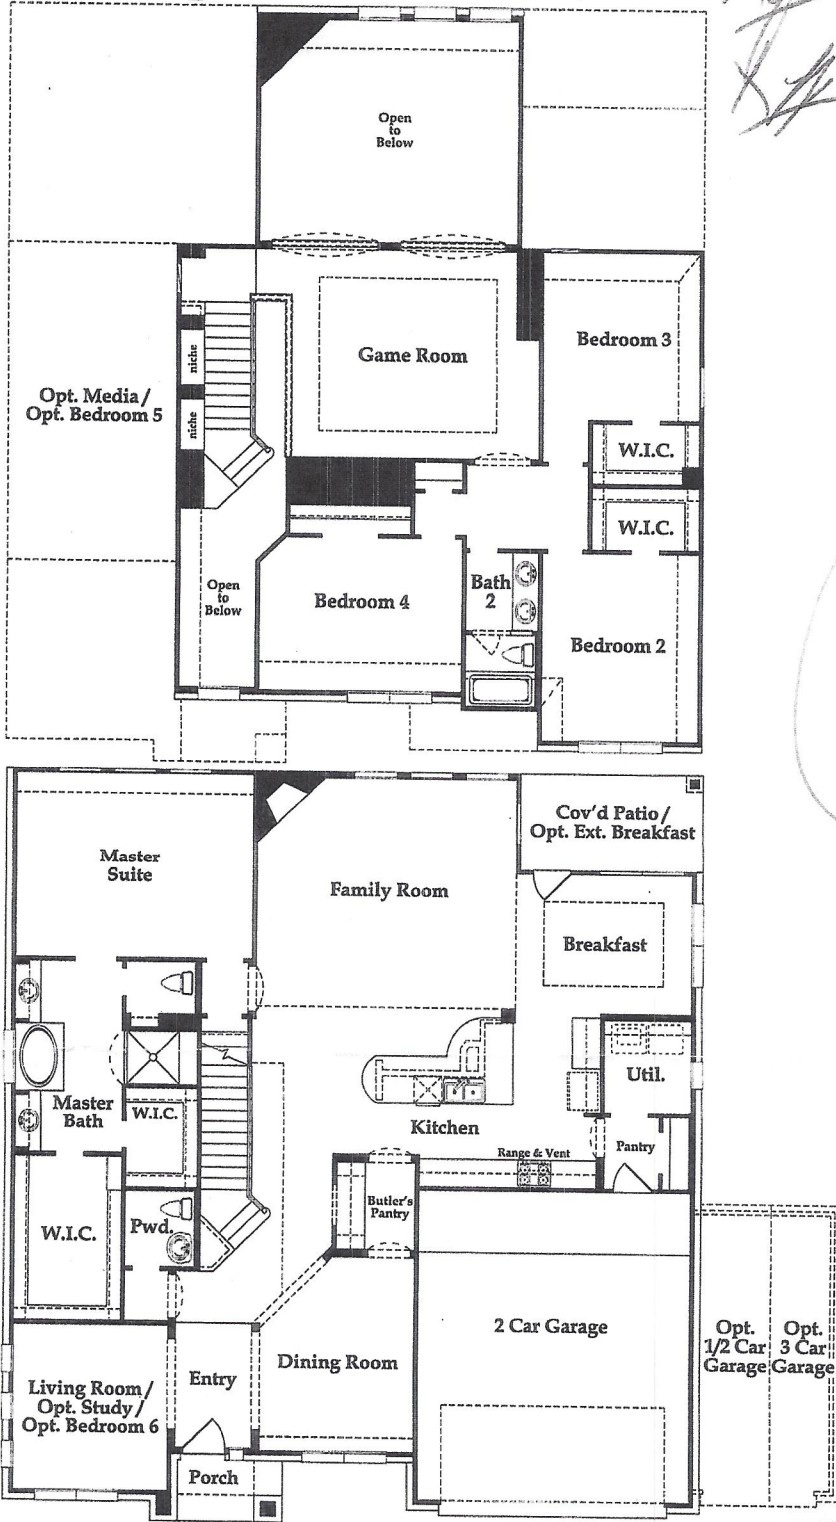 Open
to
Below
Game Room
Bedroom 3
niche
Opt. Media/
Opt. Bedroom 5
niche
W.I.C.
W.I.C.
Open
to
Below
Bedroom 4
Bath
2
Bedroom 2
Cov'd Patio/
Opt. Ext. Breakfast
Master
Suite
Family Room
Breakfast
Master
Bath
W.I.C.
Util.
Kitchen
Range & Vent
Pantry
Butler's
Pantry
W.I.C.
Pwd.
2 Car Garage
Opt.
1/2 Car
Garage
Opt.
3 Car
Garage
Living Room/
Opt. Study/
Opt. Bedroom 6
Entry
Dining Room
Porch